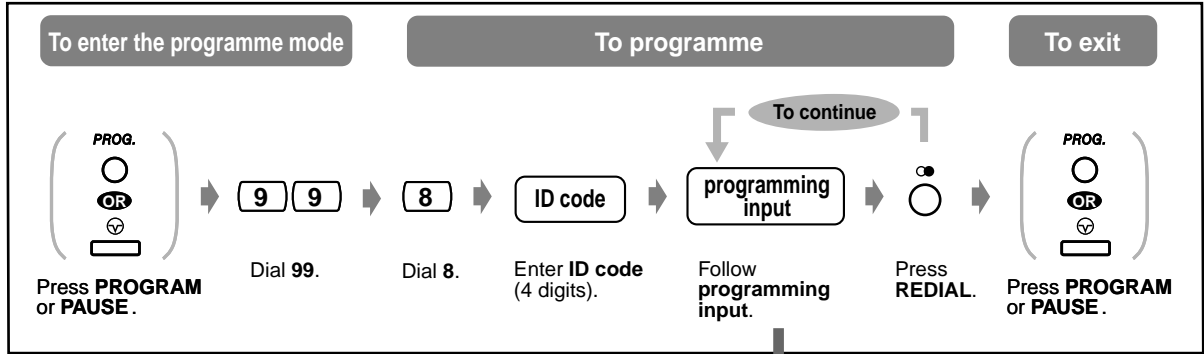 To enter the programme mode
To programme
To exit
To continue
PROG.
OR
Press PROGRAM
or PAUSE.
9 9
Dial 99.
8
Dial 8.
ID code
Enter ID code
(4 digits).
programming
input
Follow
programming
input.
Press
REDIAL.
PROG.
OR
Press PROGRAM
or PAUSE.